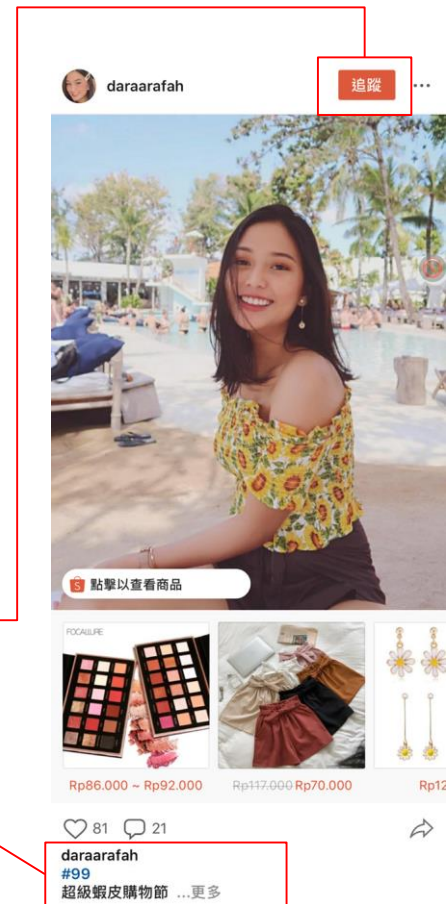 daraarafah
追蹤
點擊以查看商品
FOCALLURE
Rp86.000 ~ Rp92.000
Rp117.000 Rp70.000
Rp12
81
21
daraarafah
#99
超級蝦皮購物節 ...更多